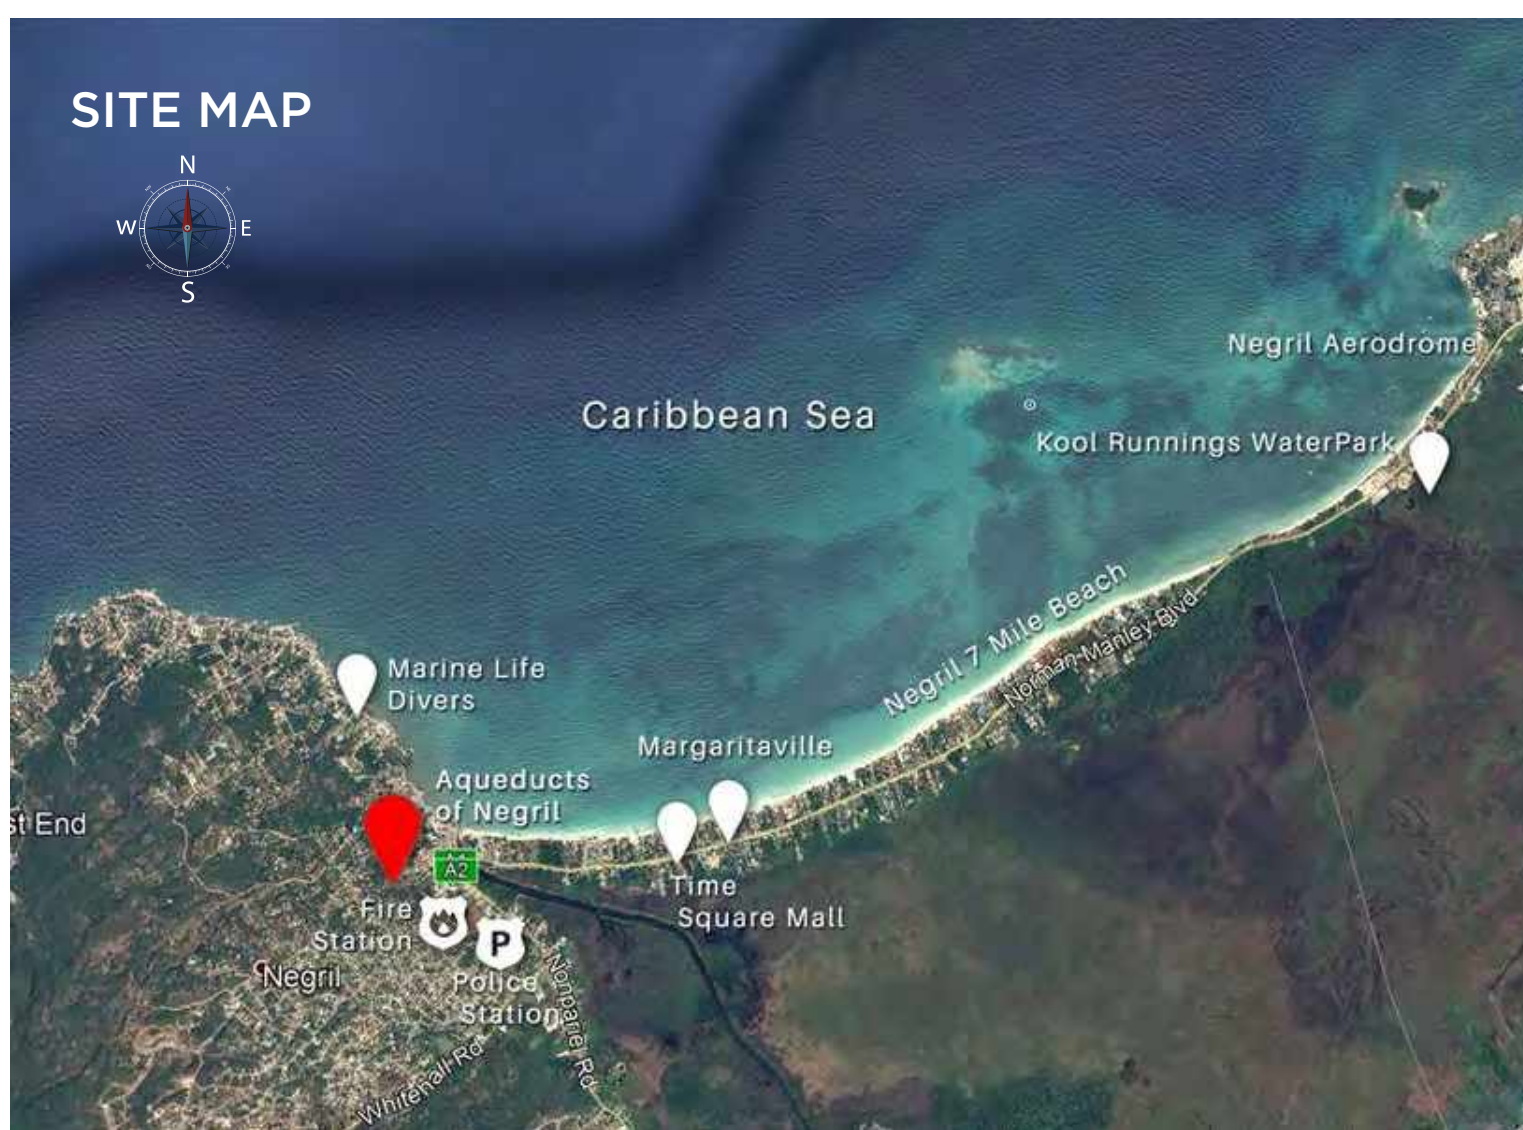 SITE MAP
N
W
E
S
Negril Aerodrome
Caribbean Sea
Kool Runnings WaterPark
Negril 7 Mile Beach
Norman Manley Blvd
Marine Life
Divers
Margaritaville
Aqueducts
of Negril
st End
A2
Time
Square Mall
Fire
Station
P
Negril
Police
Station
Nonpariel Rd
Whitehall Rd